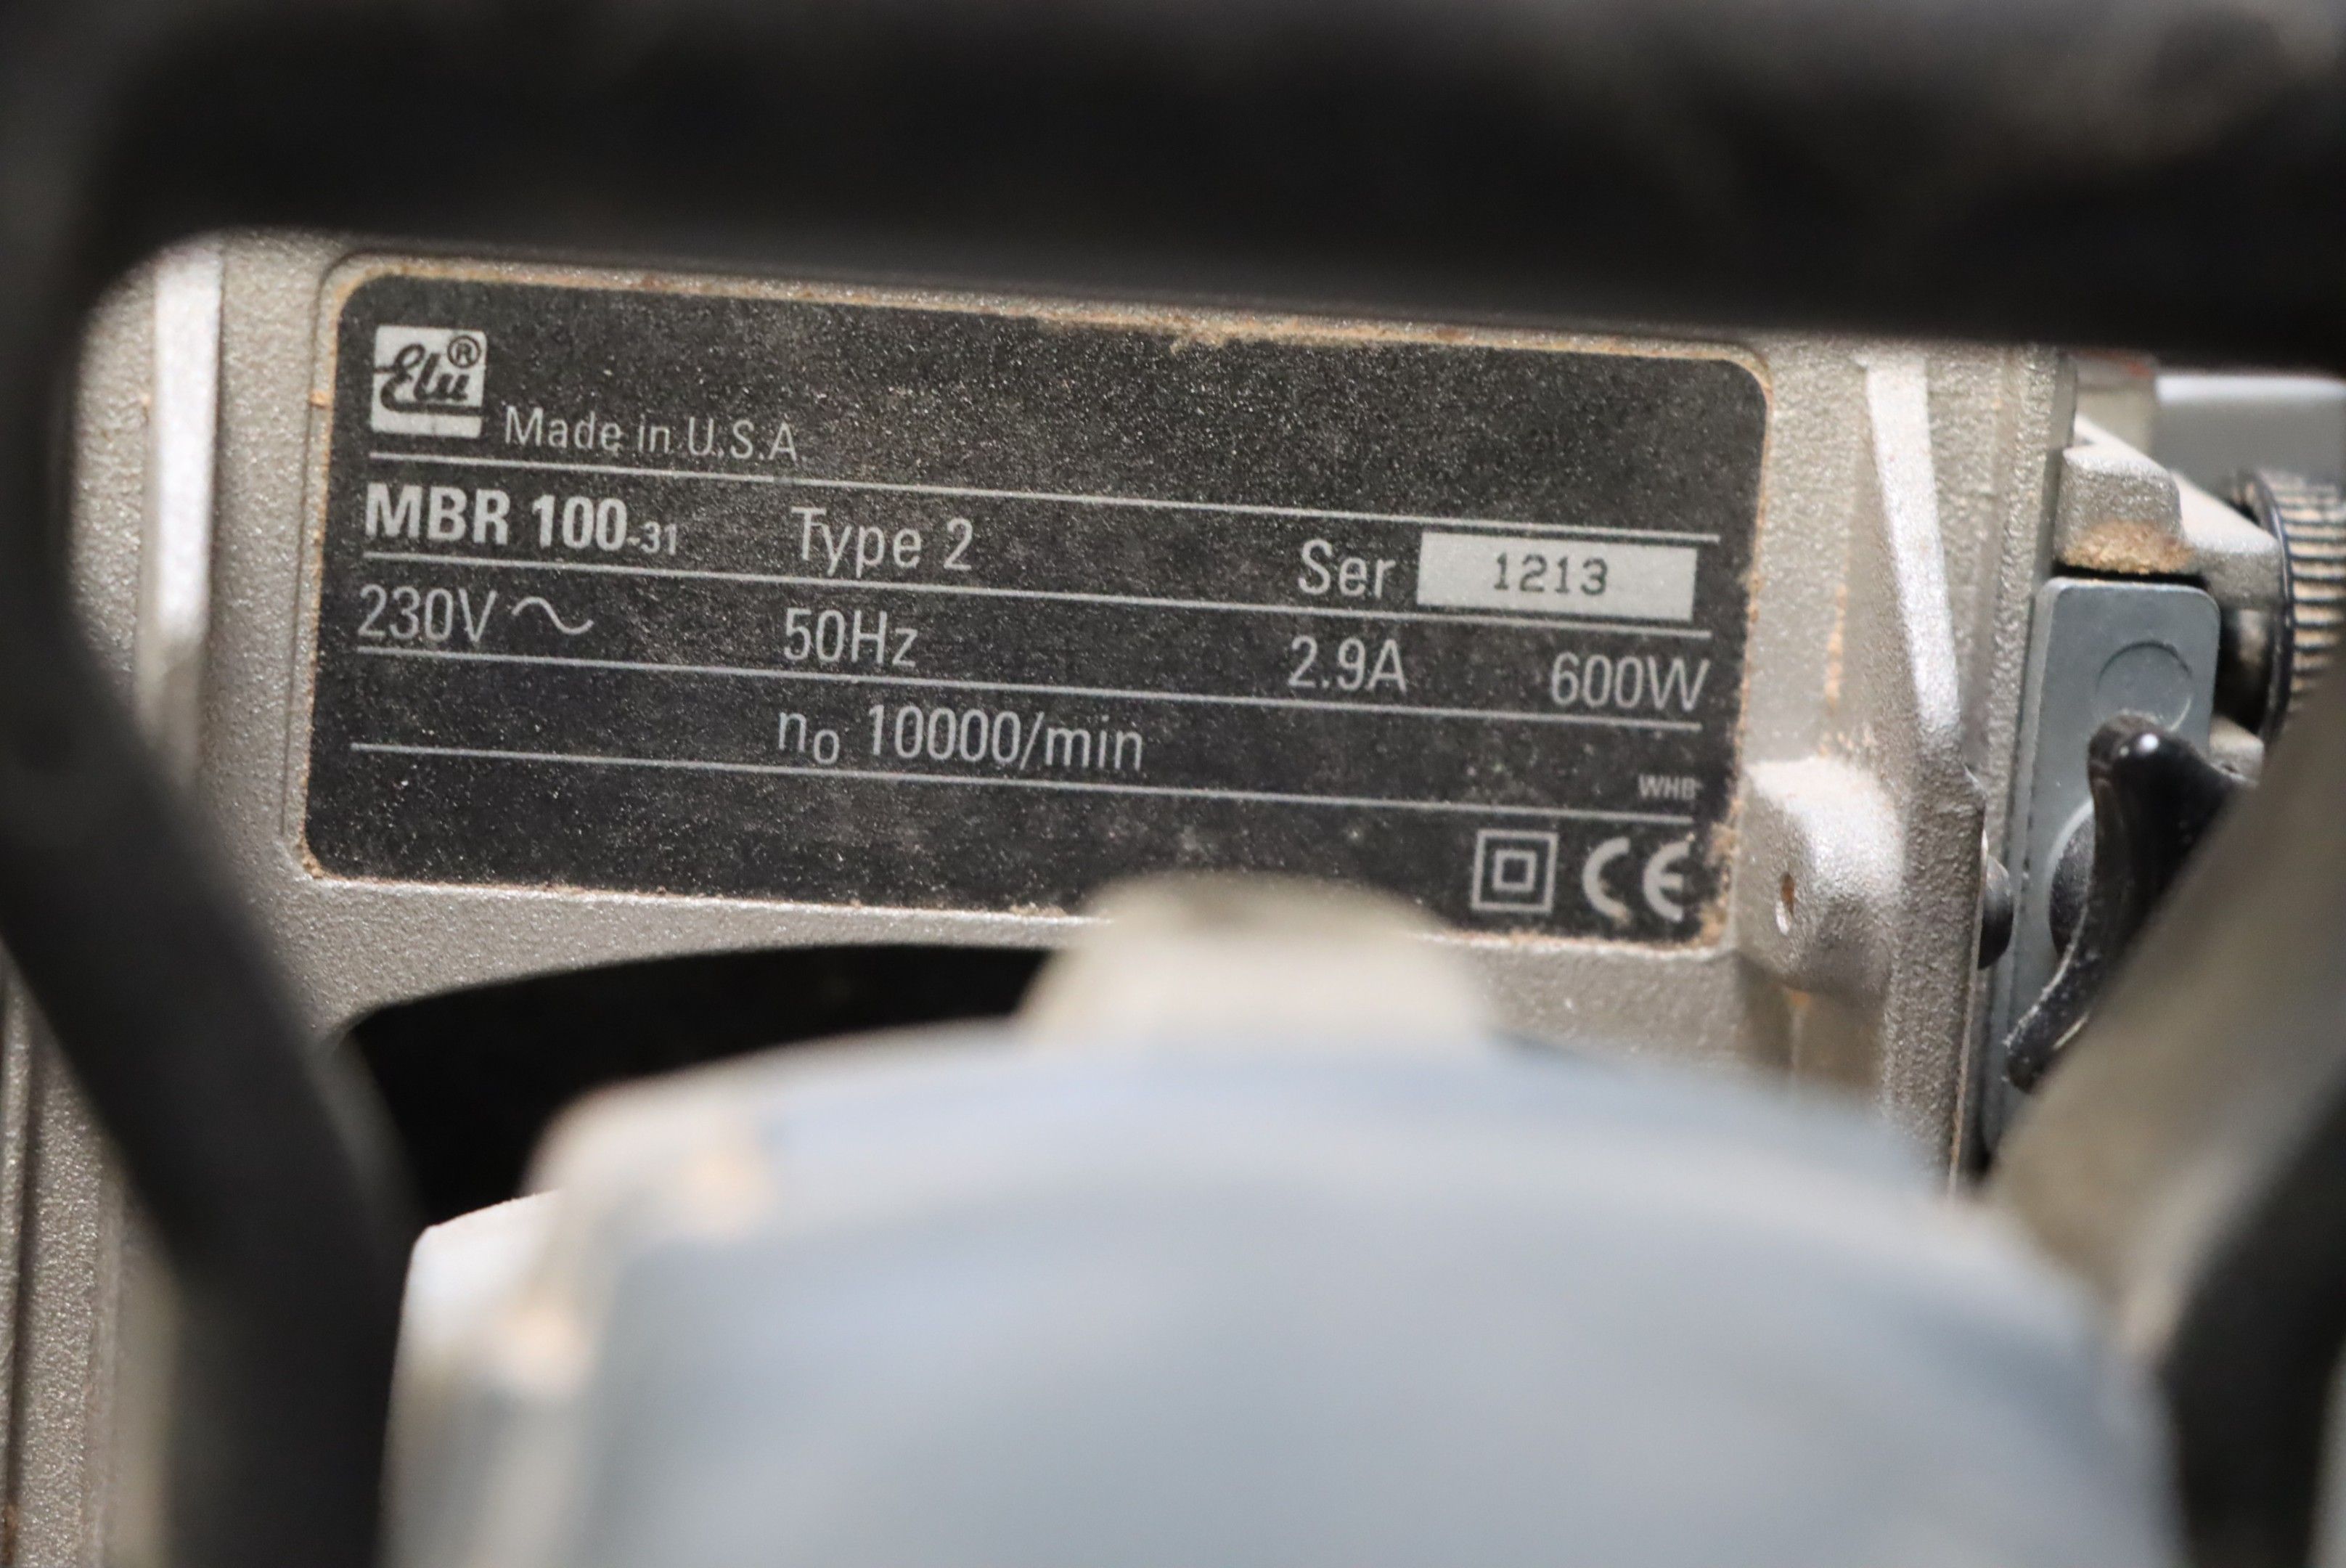 Elu®
Made in U.S.A.
MBR 100-31 Type 2 Ser 1213
230V ~ 50Hz 2.9A 600W
n₀ 10000/min
WHB
CE